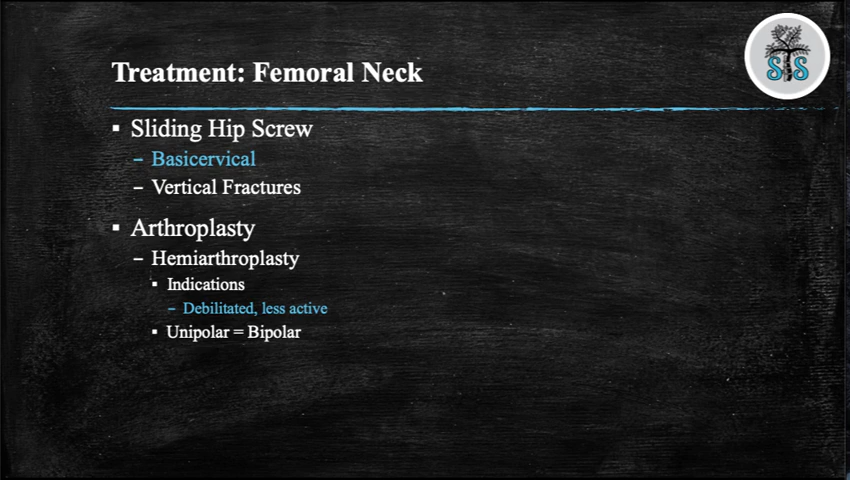 Treatment: Femoral Neck
▪ Sliding Hip Screw
– Basicervical
– Vertical Fractures
▪ Arthroplasty
– Hemiarthroplasty
▪ Indications
– Debilitated, less active
▪ Unipolar = Bipolar
STS